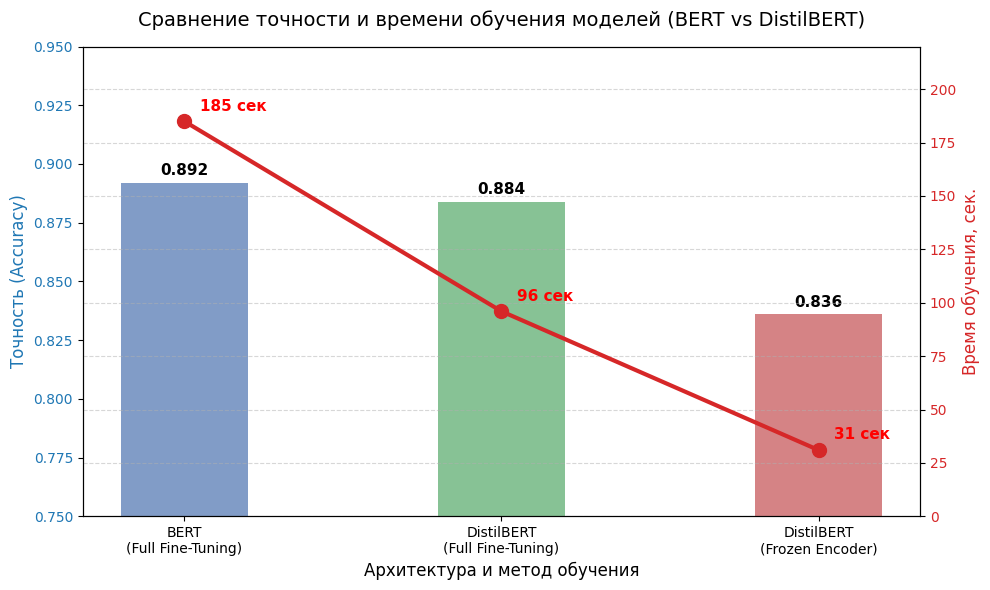 Сравнение точности и времени обучения моделей (BERT vs DistilBERT)
Точность (Accuracy)
0.950
0.925
0.900
0.875
0.850
0.825
0.800
0.775
0.750
185 сек
0.892
0.884
96 сек
0.836
31 сек
200
175
150
125
100
75
50
25
0
Время обучения, сек.
BERT
(Full Fine-Tuning)
DistilBERT
(Full Fine-Tuning)
DistilBERT
(Frozen Encoder)
Архитектура и метод обучения